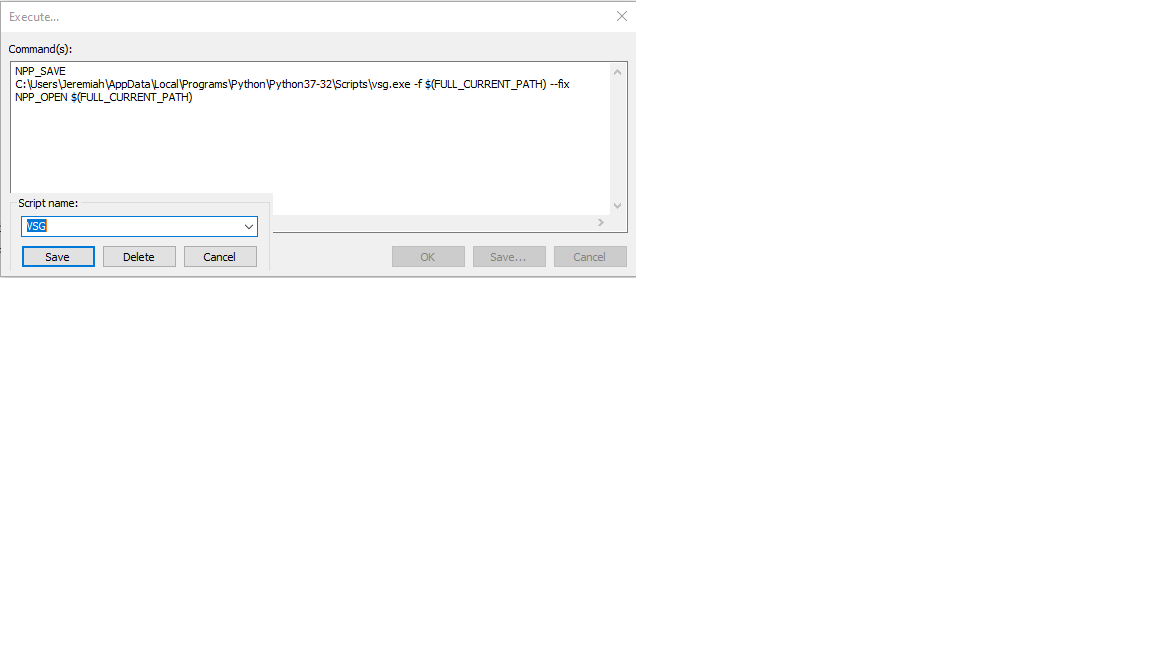 Execute...
Command(s):
NPP_SAVE
C:\Users\Jeremiah\AppData\Local\Programs\Python\Python37-32\Scripts\vsg.exe -f $(FULL_CURRENT_PATH) --fix
NPP_OPEN $(FULL_CURRENT_PATH)
Script name:
VSG
Save Delete Cancel OK Save... Cancel